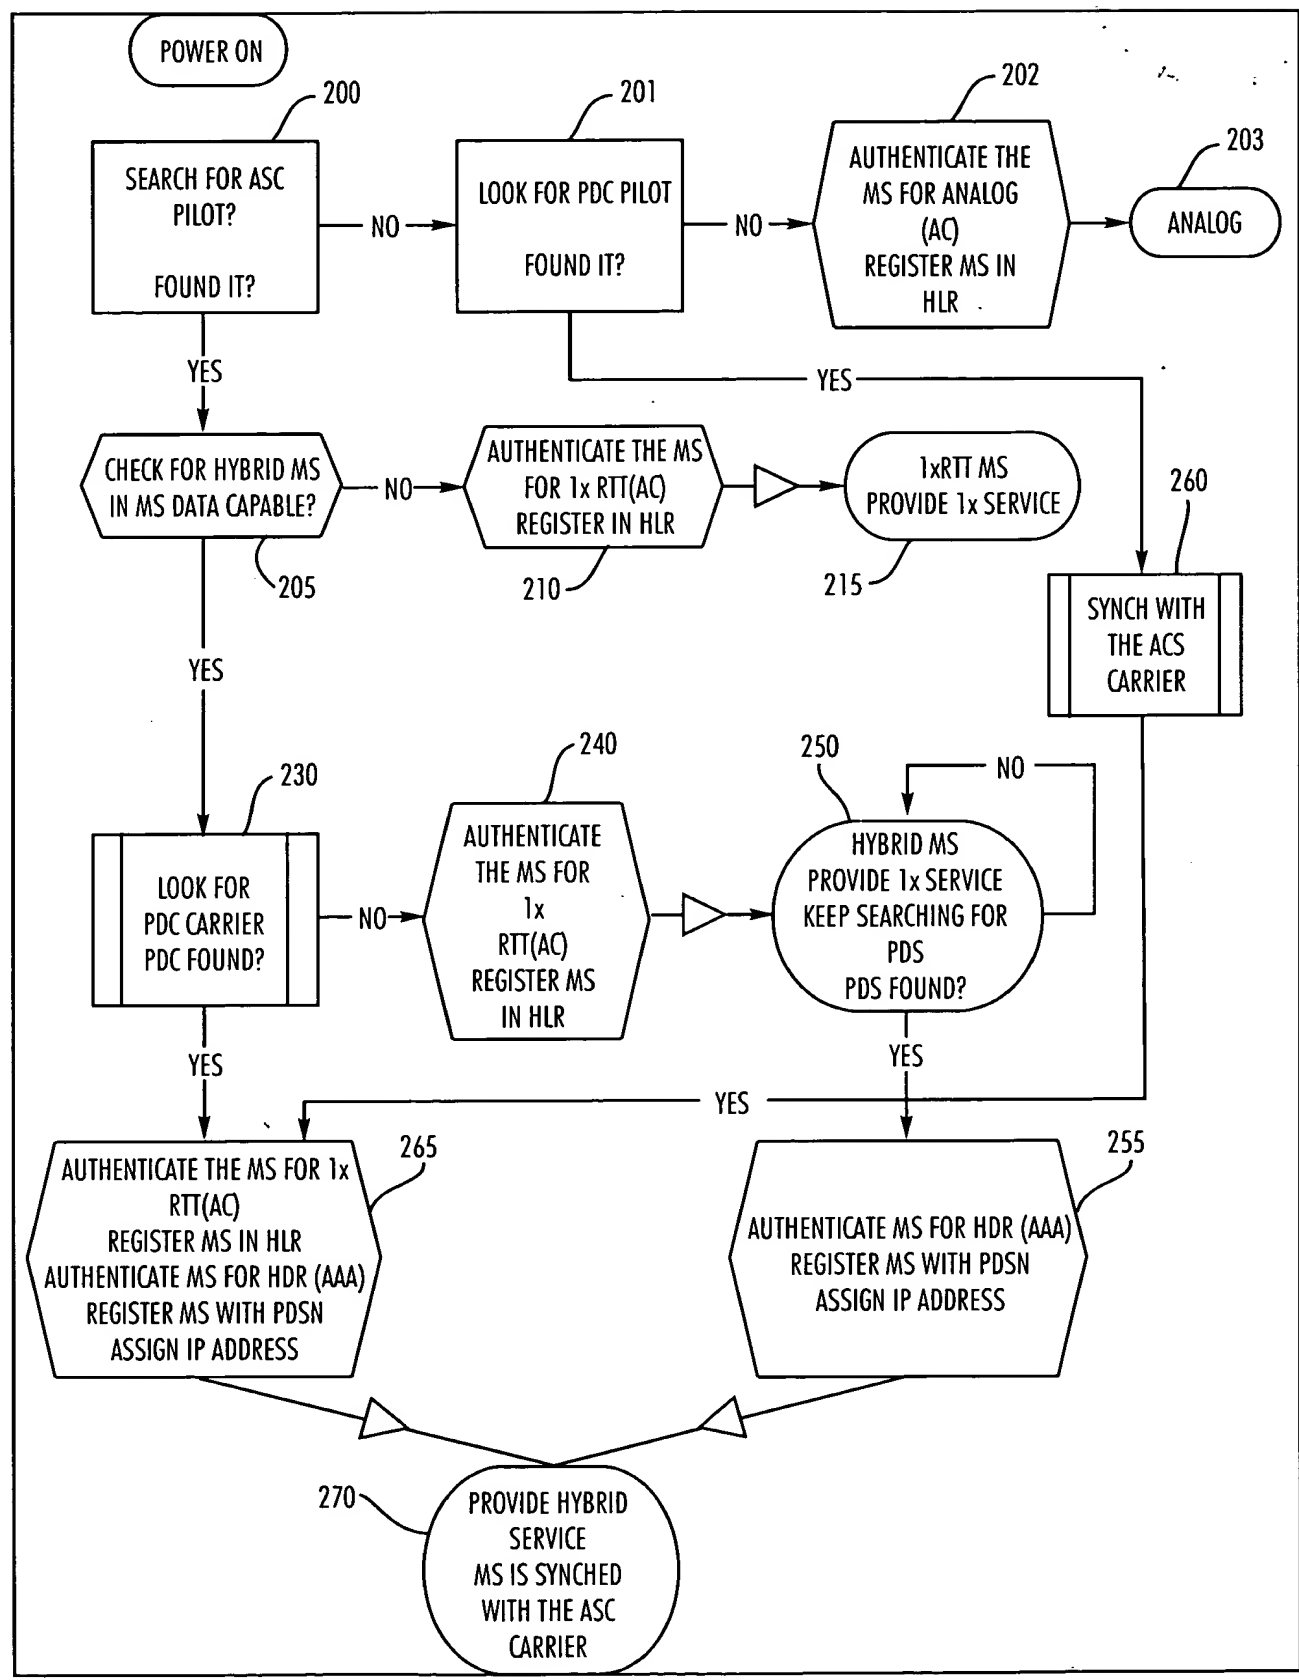 POWER ON
200
SEARCH FOR ASC
PILOT?
FOUND IT?
NO
201
LOOK FOR PDC PILOT
FOUND IT?
NO
202
AUTHENTICATE THE
MS FOR ANALOG
(AC)
REGISTER MS IN
HLR
203
ANALOG
YES
YES
CHECK FOR HYBRID MS
IN MS DATA CAPABLE?
205
NO
AUTHENTICATE THE MS
FOR 1x RTT(AC)
REGISTER IN HLR
210
1xRTT MS
PROVIDE 1x SERVICE
215
260
SYNCH WITH
THE ACS
CARRIER
YES
230
LOOK FOR
PDC CARRIER
PDC FOUND?
NO
240
AUTHENTICATE
THE MS FOR
1x
RTT(AC)
REGISTER MS
IN HLR
250
HYBRID MS
PROVIDE 1x SERVICE
KEEP SEARCHING FOR
PDS
PDS FOUND?
NO
YES
YES
YES
265
AUTHENTICATE THE MS FOR 1x
RTT(AC)
REGISTER MS IN HLR
AUTHENTICATE MS FOR HDR (AAA)
REGISTER MS WITH PDSN
ASSIGN IP ADDRESS
255
AUTHENTICATE MS FOR HDR (AAA)
REGISTER MS WITH PDSN
ASSIGN IP ADDRESS
270
PROVIDE HYBRID
SERVICE
MS IS SYNCHED
WITH THE ASC
CARRIER